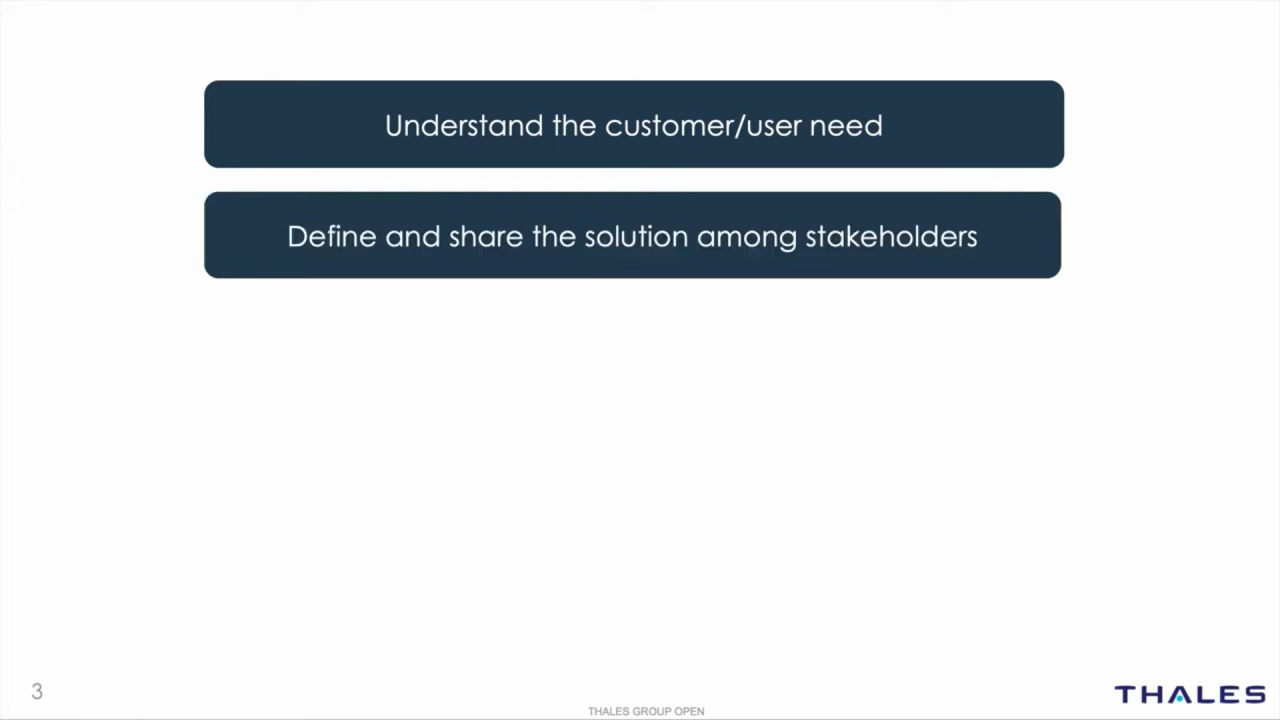 Understand the customer/user need
Define and share the solution among stakeholders
3
THALES GROUP OPEN
THALES